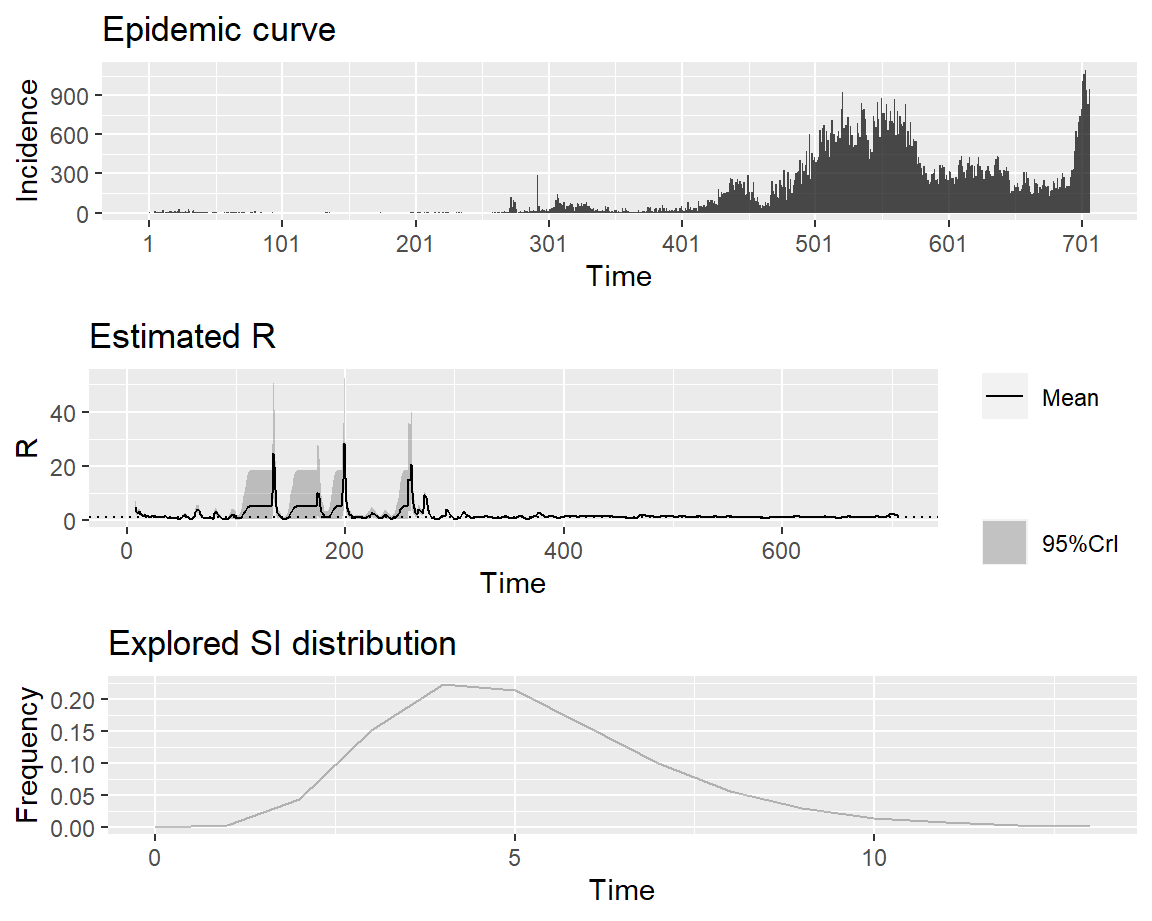 Epidemic curve
Incidence
900
600
300
0
1 101 201 301 401 501 601 701
Time
Estimated R
R
40
20
0
0 200 400 600
Time
Mean
95%CrI
Explored SI distribution
Frequency
0.20
0.15
0.10
0.05
0.00
0 5 10
Time